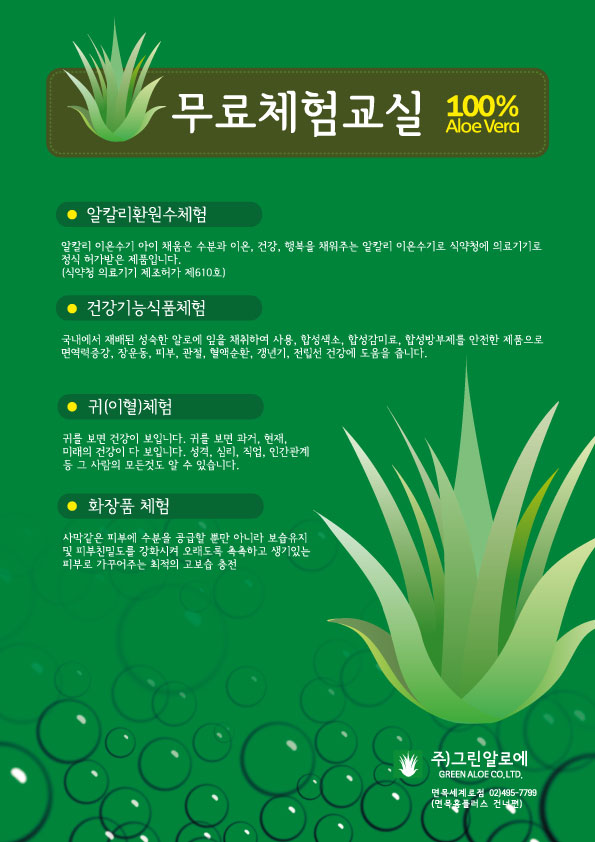 무료체험교실
100%
Aloe Vera
알칼리환원수체험
알칼리 이온수기 아이 채움은 수분과 이온, 건강, 행복을 채워주는 알칼리 이온수기로 식약청에 의료기기로
정식 허가받은 제품입니다.
(식약청 의료기기 제조허가 제610호)
건강기능식품체험
국내에서 재배된 성숙한 알로에 잎을 채취하여 사용, 합성색소, 합성감미료, 합성방부제를 안전한 제품으로
면역력증강, 장운동, 피부, 관절, 혈액순환, 갱년기, 전립선 건강에 도움을 줍니다.
귀(이혈)체험
귀를 보면 건강이 보입니다. 귀를 보면 과거, 현재,
미래의 건강이 다 보입니다. 성격, 심리, 직업, 인간관계
등 그 사람의 모든것도 알 수 있습니다.
화장품 체험
사막같은 피부에 수분을 공급할 뿐만 아니라 보습유지
및 피부친밀도를 강화시켜 오래도록 촉촉하고 생기있는
피부로 가꾸어주는 최적의 고보습 충전
주)그린알로에
GREEN ALOE CO.LTD.
면목세계로점 02)495-7799
(면목홈플러스 건너편)